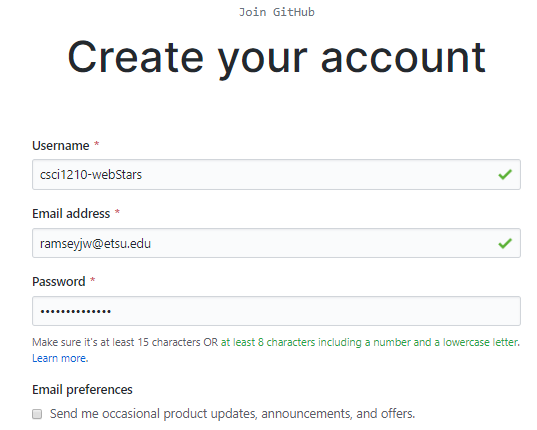 Join GitHub
Create your account
Username *
csci1210-webStars
Email address *
ramseyjw@etsu.edu
Password *
••••••••••••••
Make sure it's at least 15 characters OR at least 8 characters including a number and a lowercase letter.
Learn more.
Email preferences
Send me occasional product updates, announcements, and offers.